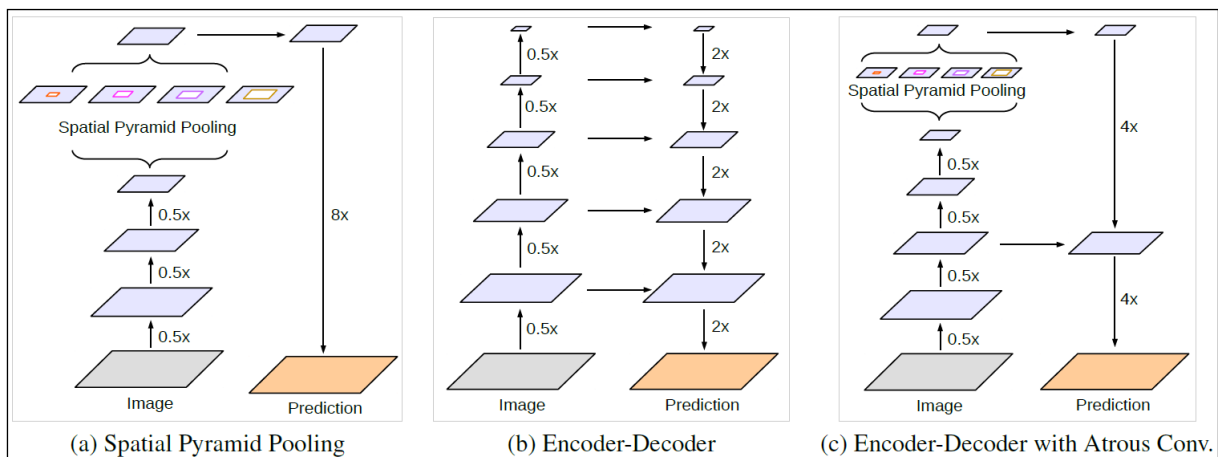 Spatial Pyramid Pooling
0.5x
0.5x
0.5x
8x
Image
Prediction
(a) Spatial Pyramid Pooling
0.5x
0.5x
0.5x
0.5x
0.5x
2x
2x
2x
2x
2x
Image
Prediction
(b) Encoder-Decoder
Spatial Pyramid Pooling
0.5x
0.5x
0.5x
0.5x
4x
4x
Image
Prediction
(c) Encoder-Decoder with Atrous Conv.